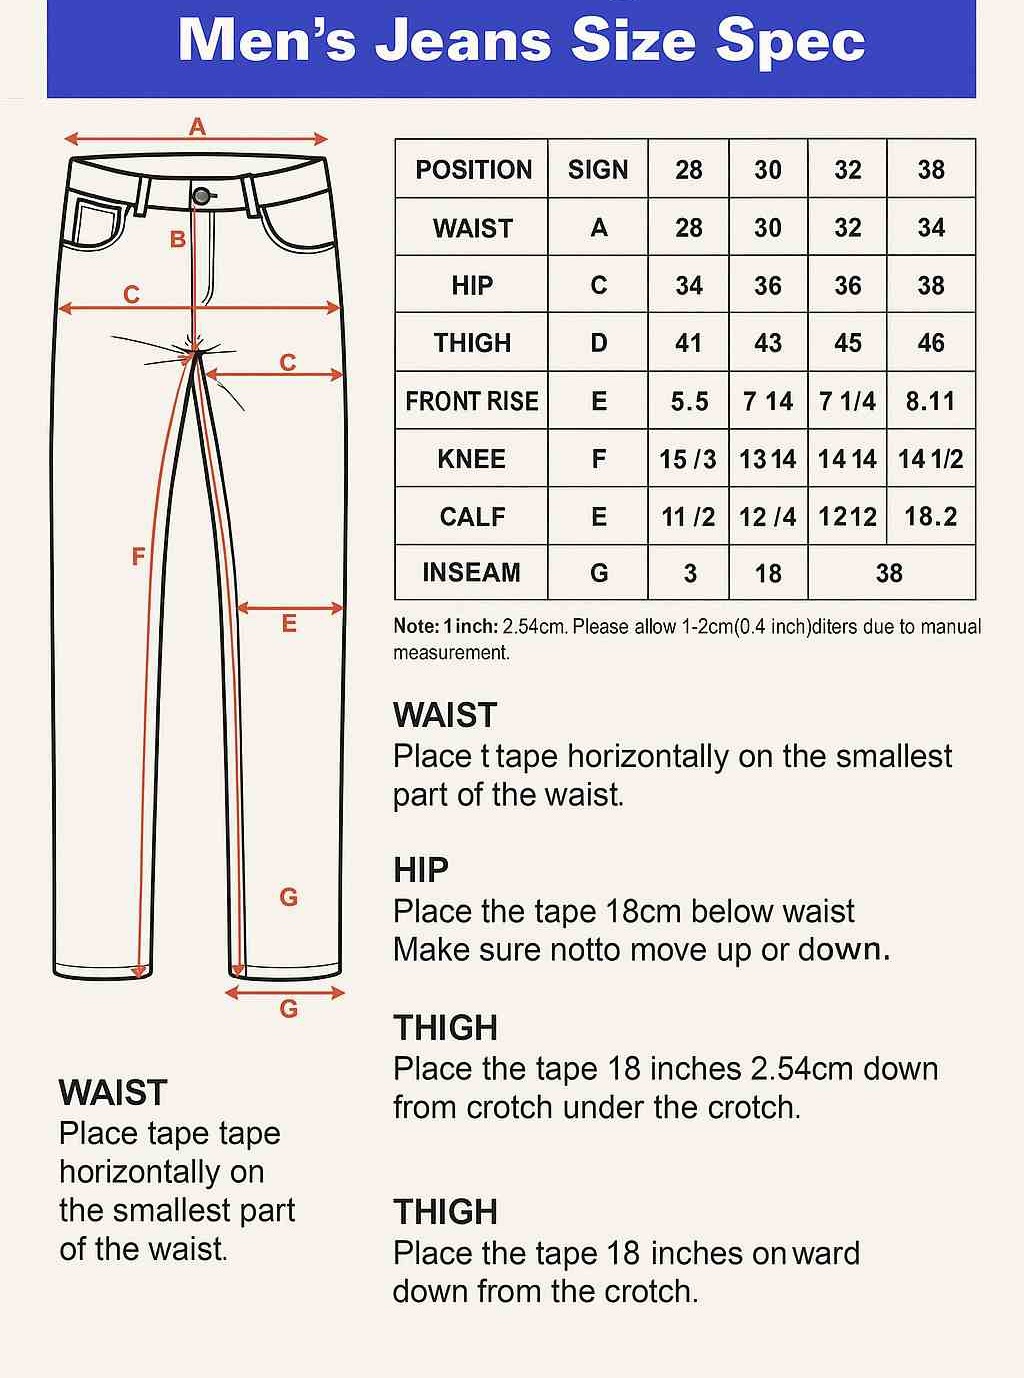 Men's Jeans Size Spec
A
B
C
C
F
E
G
G
POSITION SIGN 28 30 32 38
WAIST A 28 30 32 34
HIP C 34 36 36 38
THIGH D 41 43 45 46
FRONT RISE E 5.5 7 14 7 1/4 8.11
KNEE F 15 /3 13 14 14 14 14 1/2
CALF E 11 /2 12 /4 1212 18.2
INSEAM G 3 18 38
Note: 1 inch: 2.54cm. Please allow 1-2cm(0.4 inch)diters due to manual
measurement.
WAIST
Place t tape horizontally on the smallest
part of the waist.
HIP
Place the tape 18cm below waist
Make sure notto move up or down.
THIGH
Place the tape 18 inches 2.54cm down
from crotch under the crotch.
THIGH
Place the tape 18 inches onward
down from the crotch.
WAIST
Place tape tape
horizontally on
the smallest part
of the waist.